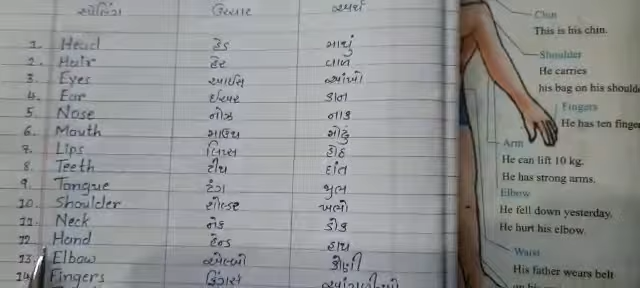 સ્પેલિંગ ઉચ્ચાર અર્થ
1. Head હેડ માથું
2. Hair હેર વાળ
3. Eyes આઈઝ આંખો
4. Ear ઈયર કાન
5. Nose નોઝ નાક
6. Mouth માઉથ મોઢું
7. Lips લિપ્સ હોઠ
8. Teeth ટીથ દાંત
9. Tongue ટંગ જીભ
10. Shoulder શોલ્ડર ખભો
11. Neck નેક ડોક
12. Hand હેન્ડ હાથ
13. Elbow એલ્બો કોણી
14. Fingers ફિંગર્સ આંગળીઓ
Chin
This is his chin.
Shoulder
He carries
his bag on his shoulde
Fingers
He has ten finger
Arm
He can lift 10 kg.
He has strong arms.
Elbow
He fell down yesterday.
He hurt his elbow.
Waist
His father wears belt